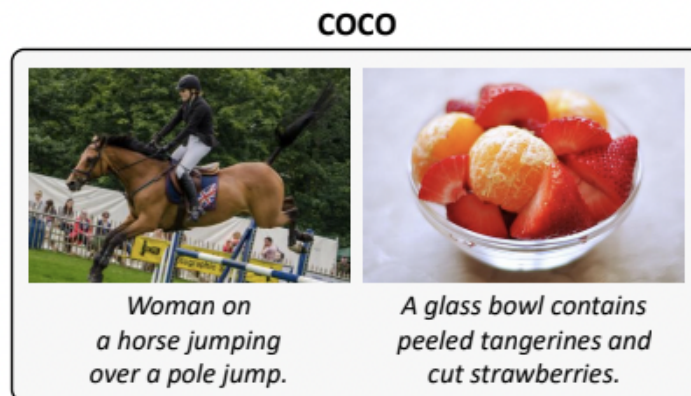 COCO
Woman on
a horse jumping
over a pole jump.
A glass bowl contains
peeled tangerines and
cut strawberries.